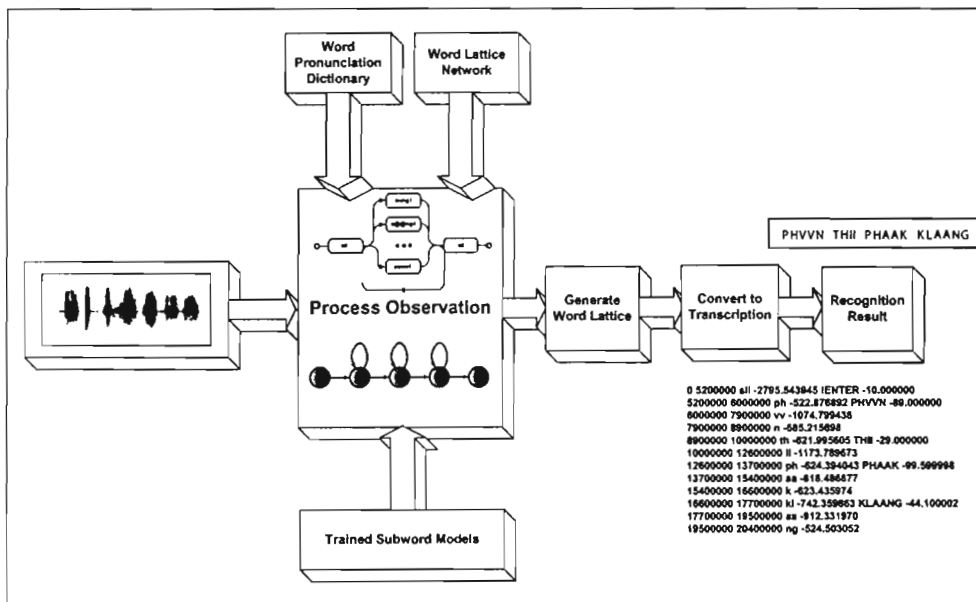 Word
Pronunciation
Dictionary
Word Lattice
Network
sil
• • •
sil
PHVVN THII PHAAK KLAANG
Process Observation
Generate
Word Lattice
Convert to
Transcription
Recognition
Result
0 5200000 sil -2795.543945 !ENTER -10.000000
5200000 6000000 ph -522.876892 PHVVN -89.000000
6000000 7900000 vv -1074.799438
7900000 8900000 n -585.215698
8900000 10000000 th -621.995605 THII -29.000000
10000000 12600000 ii -1173.789673
12600000 13700000 ph -624.394043 PHAAK -99.599998
13700000 15400000 aa -818.486877
15400000 16600000 k -623.435974
16600000 17700000 kl -742.359863 KLAANG -44.100002
17700000 19500000 aa -912.331970
19500000 20400000 ng -524.503052
Trained Subword Models